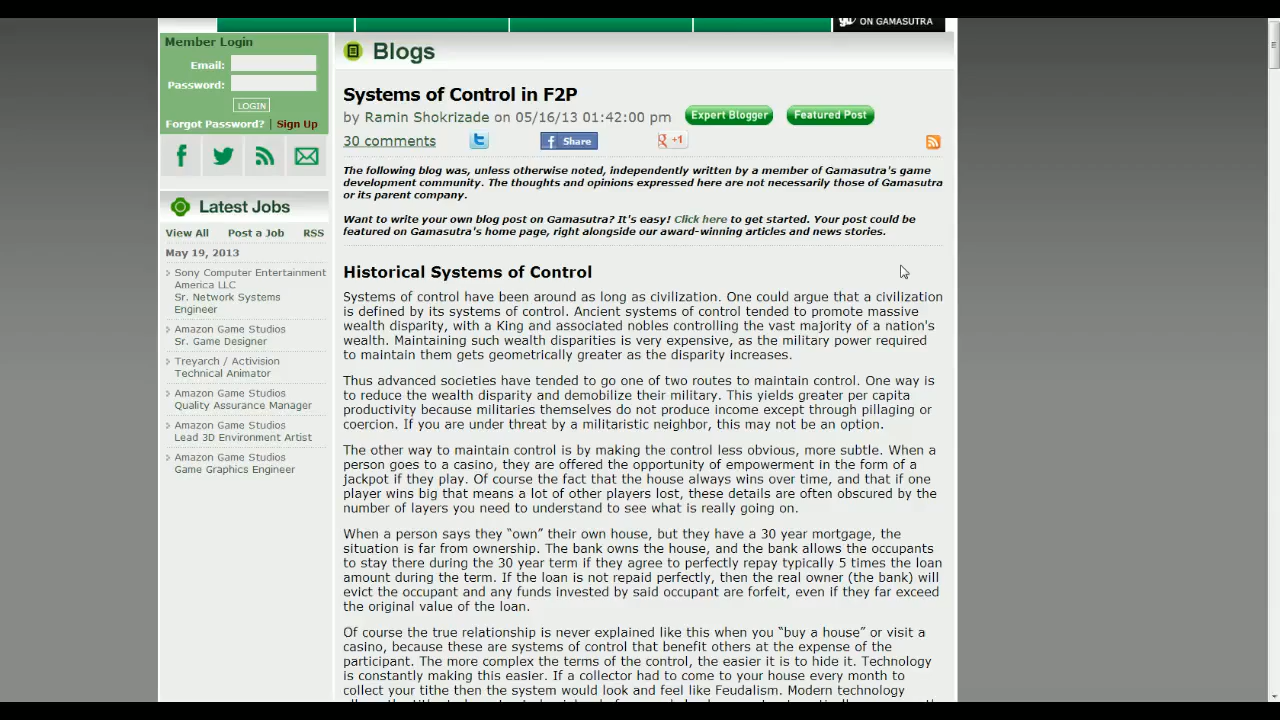 ON GAMASUTRA
Member Login
Email:
Password:
LOGIN
Forgot Password? | Sign Up
Latest Jobs
View All Post a Job RSS
May 19, 2013
Sony Computer Entertainment
America LLC
Sr. Network Systems
Engineer
Amazon Game Studios
Sr. Game Designer
Treyarch / Activision
Technical Animator
Amazon Game Studios
Quality Assurance Manager
Amazon Game Studios
Lead 3D Environment Artist
Amazon Game Studios
Game Graphics Engineer
Blogs
Systems of Control in F2P
by Ramin Shokrizade on 05/16/13 01:42:00 pm Expert Blogger Featured Post
30 comments Share +1
The following blog was, unless otherwise noted, independently written by a member of Gamasutra's game
development community. The thoughts and opinions expressed here are not necessarily those of Gamasutra
or its parent company.
Want to write your own blog post on Gamasutra? It's easy! Click here to get started. Your post could be
featured on Gamasutra's home page, right alongside our award-winning articles and news stories.
Historical Systems of Control
Systems of control have been around as long as civilization. One could argue that a civilization
is defined by its systems of control. Ancient systems of control tended to promote massive
wealth disparity, with a King and associated nobles controlling the vast majority of a nation's
wealth. Maintaining such wealth disparities is very expensive, as the military power required
to maintain them gets geometrically greater as the disparity increases.
Thus advanced societies have tended to go one of two routes to maintain control. One way is
to reduce the wealth disparity and demobilize their military. This yields greater per capita
productivity because militaries themselves do not produce income except through pillaging or
coercion. If you are under threat by a militaristic neighbor, this may not be an option.
The other way to maintain control is by making the control less obvious, more subtle. When a
person goes to a casino, they are offered the opportunity of empowerment in the form of a
jackpot if they play. Of course the fact that the house always wins over time, and that if one
player wins big that means a lot of other players lost, these details are often obscured by the
number of layers you need to understand to see what is really going on.
When a person says they “own” their own house, but they have a 30 year mortgage, the
situation is far from ownership. The bank owns the house, and the bank allows the occupants
to stay there during the 30 year term if they agree to perfectly repay typically 5 times the loan
amount during the term. If the loan is not repaid perfectly, then the real owner (the bank) will
evict the occupant and any funds invested by said occupant are forfeit, even if they far exceed
the original value of the loan.
Of course the true relationship is never explained like this when you “buy a house” or visit a
casino, because these are systems of control that benefit others at the expense of the
participant. The more complex the terms of the control, the easier it is to hide it. Technology
is constantly making this easier. If a collector had to come to your house every month to
collect your tithe then the system would look and feel like Feudalism. Modern technology